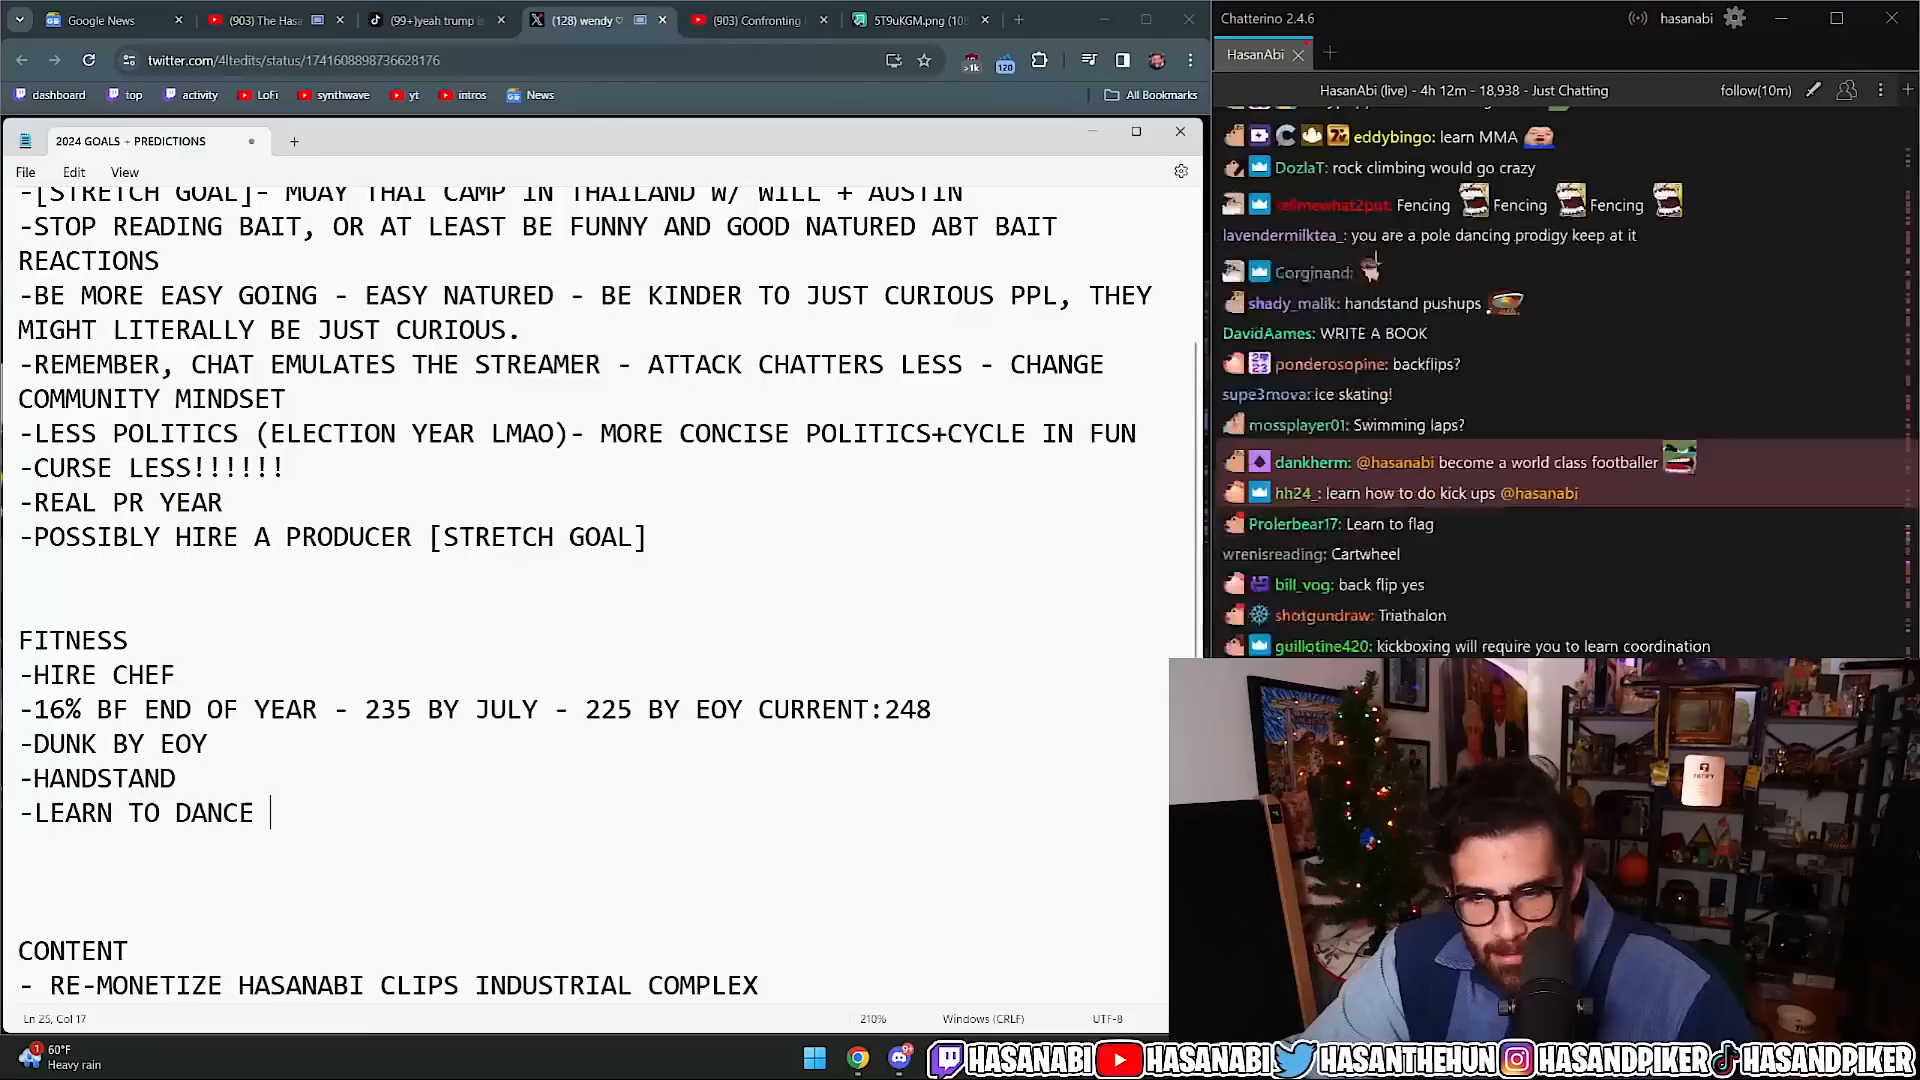 Google News
(903) The Hasa
(99+)yeah trump is
(128) wendy
(903) Confronting
5T9uKGM.png (108
twitter.com/4ltedits/status/1741608898736628176
>1k
120
dashboard
top
activity
LoFi
synthwave
yt
intros
News
All Bookmarks
2024 GOALS + PREDICTIONS
File
Edit
View
-[STRETCH GOAL]- MUAY THAI CAMP IN THAILAND W/ WILL + AUSTIN
-STOP READING BAIT, OR AT LEAST BE FUNNY AND GOOD NATURED ABT BAIT
REACTIONS
-BE MORE EASY GOING - EASY NATURED - BE KINDER TO JUST CURIOUS PPL, THEY
MIGHT LITERALLY BE JUST CURIOUS.
-REMEMBER, CHAT EMULATES THE STREAMER - ATTACK CHATTERS LESS - CHANGE
COMMUNITY MINDSET
-LESS POLITICS (ELECTION YEAR LMAO)- MORE CONCISE POLITICS+CYCLE IN FUN
-CURSE LESS!!!!!!
-REAL PR YEAR
-POSSIBLY HIRE A PRODUCER [STRETCH GOAL]
FITNESS
-HIRE CHEF
-16% BF END OF YEAR - 235 BY JULY - 225 BY EOY CURRENT:248
-DUNK BY EOY
-HANDSTAND
-LEARN TO DANCE
CONTENT
- RE-MONETIZE HASANABI CLIPS INDUSTRIAL COMPLEX
Ln 25, Col 17
210%
Windows (CRLF)
UTF-8
Chatterino 2.4.6
hasanabi
HasanAbi
HasanAbi (live) - 4h 12m - 18,938 - Just Chatting
follow(10m)
eddybingo: learn MMA
DozlaT: rock climbing would go crazy
tellmewhat2put: Fencing Fencing Fencing
lavendermilktea_: you are a pole dancing prodigy keep at it
Corginand:
shady_malik: handstand pushups
DavidAames: WRITE A BOOK
ponderosopine: backflips?
supe3mova: ice skating!
mossplayer01: Swimming laps?
dankherm: @hasanabi become a world class footballer
hh24_: learn how to do kick ups @hasanabi
Prolerbear17: Learn to flag
wrenisreading: Cartwheel
bill_vog: back flip yes
shotgundraw: Triathalon
guillotine420: kickboxing will require you to learn coordination
1
60°F
Heavy rain
HASANABI
HASANABI
HASANTHEHUN
HASANDPIKER
HASANDPIKER